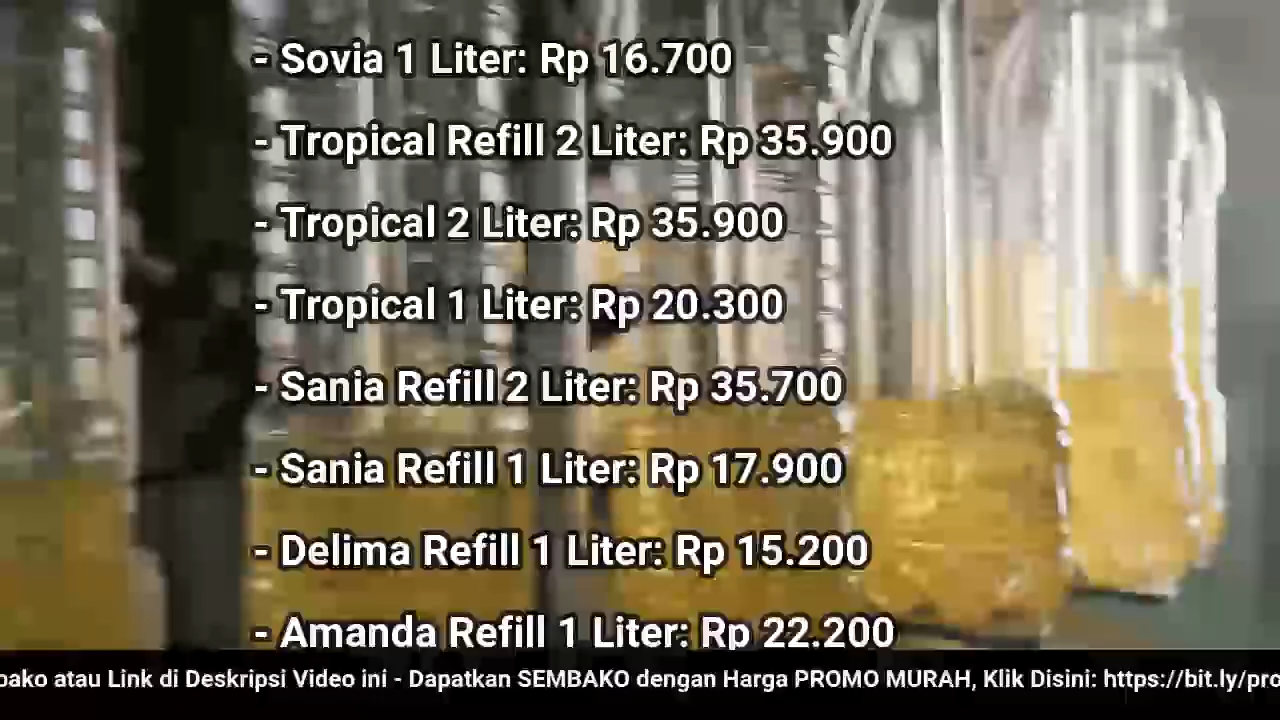 - Sovia 1 Liter: Rp 16.700
- Tropical Refill 2 Liter: Rp 35.900
- Tropical 2 Liter: Rp 35.900
- Tropical 1 Liter: Rp 20.300
- Sania Refill 2 Liter: Rp 35.700
- Sania Refill 1 Liter: Rp 17.900
- Delima Refill 1 Liter: Rp 15.200
- Amanda Refill 1 Liter: Rp 22.200
atau Link di Deskripsi Video ini - Dapatkan SEMBAKO dengan Harga PROMO MURAH, Klik Disini: https://bit.ly/pro